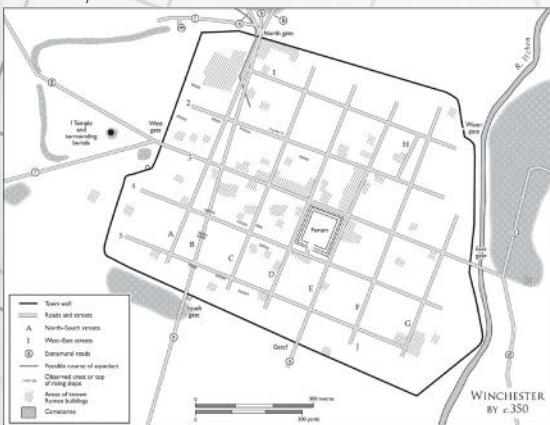 North gate
R. Itchen
1
2
West gate
? Temple and surrounding burials
Water gate
H
3
4
Forum
5
A
B
C
D
E
F
G
J
East gate
South gate
Gate?
Town wall
Roads and streets
A North–South streets
1 West–East streets
Extramural roads
Possible course of aqueduct
Observed crest or top of rising slope
Areas of known Roman buildings
Cemeteries
300 metres
300 yards
WINCHESTER
BY c.350